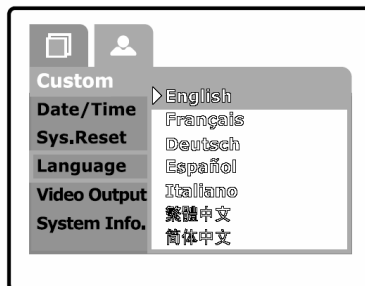 Custom
Date/Time
Sys.Reset
Language
Video Output
System Info.
English
Français
Deutsch
Español
Italiano
繁體中文
简体中文